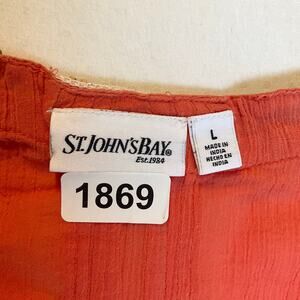 ST. JOHN'S BAY®
EST. 1984
L
MADE IN
INDIA
HECHO EN
INDIA
1869